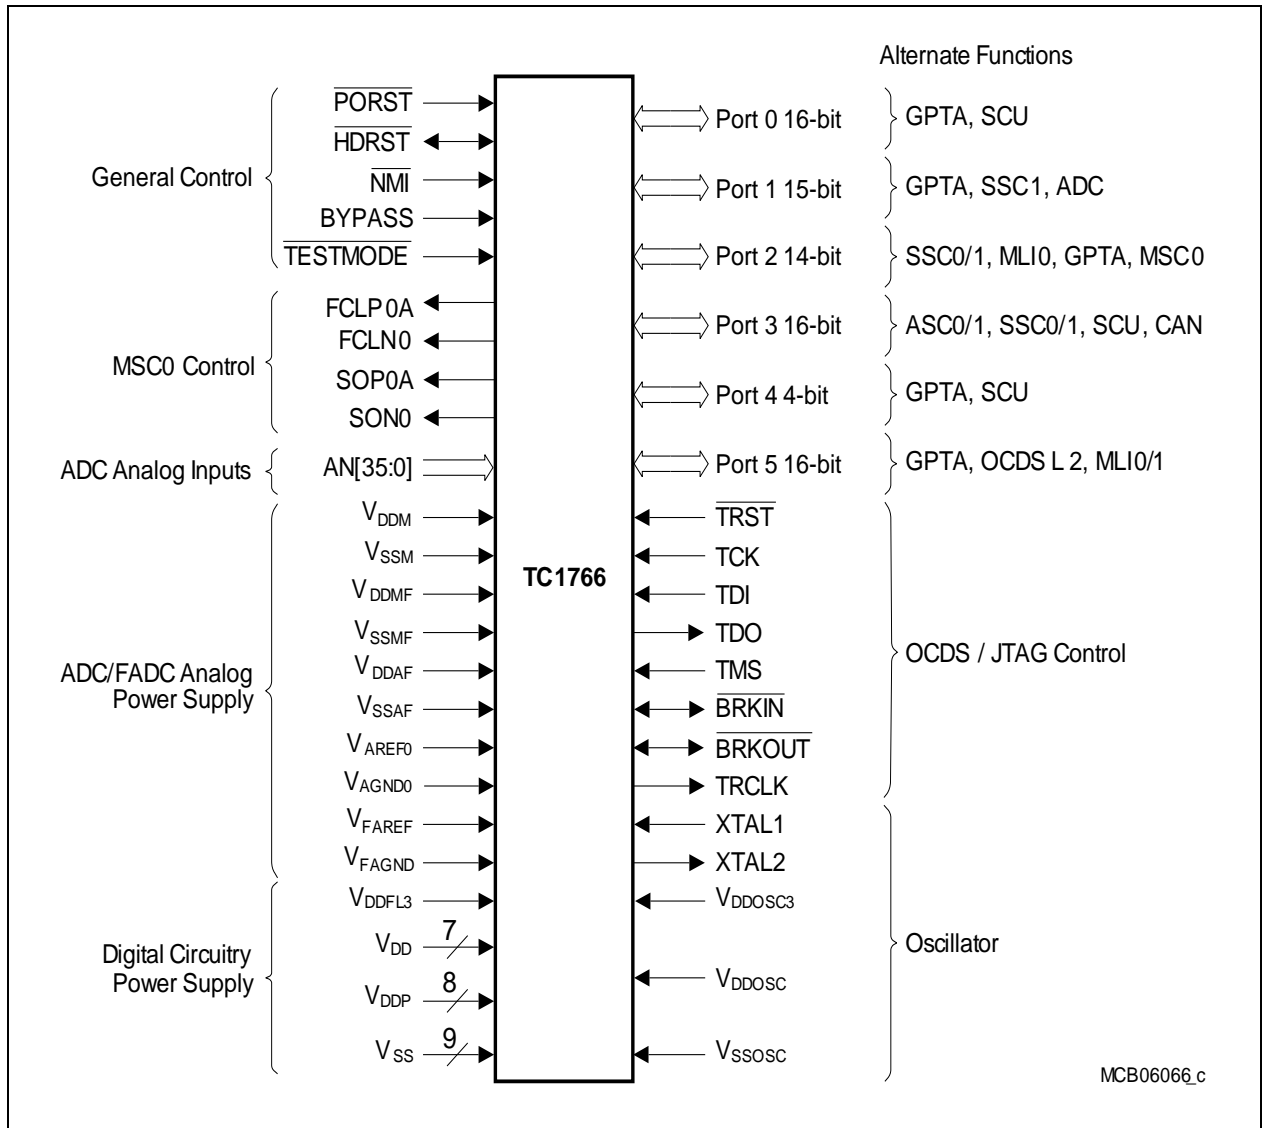 Alternate Functions
General Control
PORST
HDRST
NMI
BYPASS
TESTMODE
MSC0 Control
FCLP0A
FCLN0
SOP0A
SON0
ADC Analog Inputs
AN[35:0]
ADC/FADC Analog
Power Supply
VDDM
VSSM
VDDMF
VSSMF
VDDAF
VSSAF
VAREF0
VAGND0
VFAREF
VFAGND
Digital Circuitry
Power Supply
VDDFL3
VDD 7
VDDP 8
VSS 9
TC1766
Port 0 16-bit GPTA, SCU
Port 1 15-bit GPTA, SSC1, ADC
Port 2 14-bit SSC0/1, MLI0, GPTA, MSC0
Port 3 16-bit ASC0/1, SSC0/1, SCU, CAN
Port 4 4-bit GPTA, SCU
Port 5 16-bit GPTA, OCDS L2, MLI0/1
TRST
TCK
TDI
TDO
TMS
BRKIN
BRKOUT
TRCLK
OCDS / JTAG Control
XTAL1
XTAL2
VDDOSC3
VDDOSC
VSSOSC
Oscillator
MCB06066_c